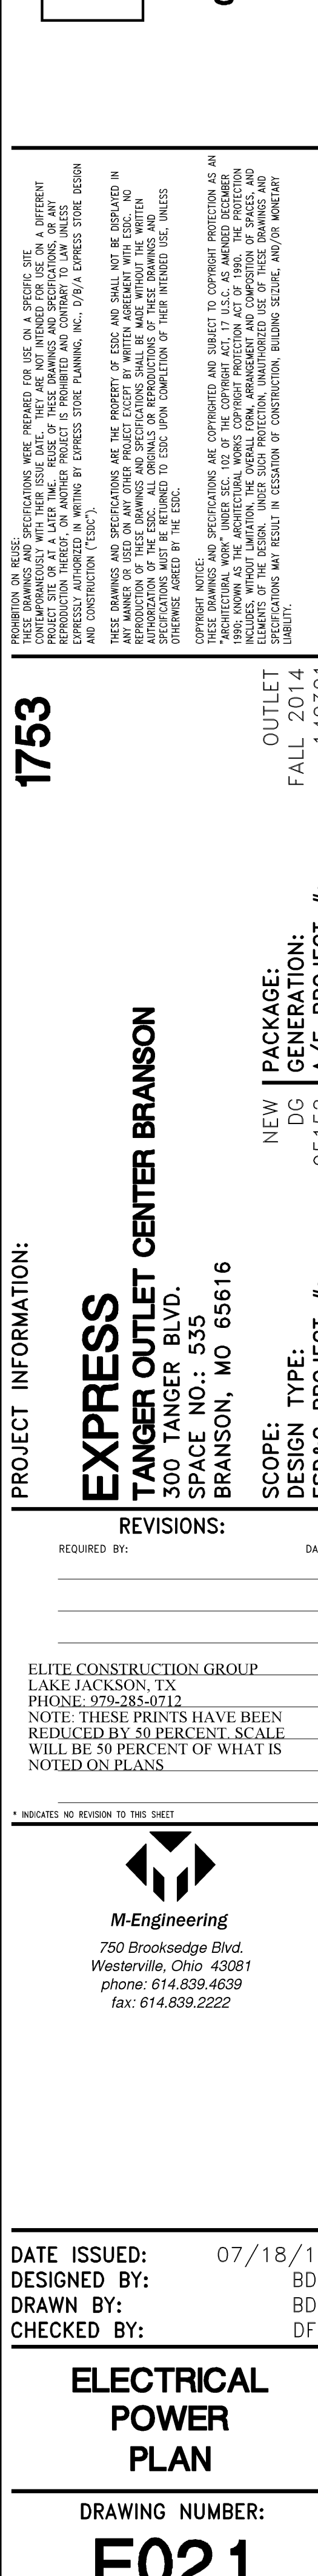 PROHIBITION ON REUSE:
THESE DRAWINGS AND SPECIFICATIONS WERE PREPARED FOR USE ON A SPECIFIC SITE
CONTEMPORANEOUSLY WITH THEIR ISSUE DATE. THEY ARE NOT INTENDED FOR USE ON A DIFFERENT
PROJECT SITE OR AT A LATER TIME. REUSE OF THESE DRAWINGS AND SPECIFICATIONS, OR ANY
REPRODUCTION THEREOF, ON ANOTHER PROJECT IS PROHIBITED AND CONTRARY TO LAW UNLESS
EXPRESSLY AUTHORIZED IN WRITING BY EXPRESS STORE PLANNING, INC., D/B/A EXPRESS STORE DESIGN
AND CONSTRUCTION ("ESDC").
THESE DRAWINGS AND SPECIFICATIONS ARE THE PROPERTY OF ESDC AND SHALL NOT BE DISPLAYED IN
ANY MANNER OR USED ON ANY OTHER PROJECT EXCEPT BY WRITTEN AGREEMENT WITH ESDC. NO
REPRODUCTION OF THESE DRAWINGS AND SPECIFICATIONS SHALL BE MADE WITHOUT THE WRITTEN
AUTHORIZATION OF THE ESDC. ALL ORIGINALS OR REPRODUCTIONS OF THESE DRAWINGS AND
SPECIFICATIONS MUST BE RETURNED TO ESDC UPON COMPLETION OF THEIR INTENDED USE, UNLESS
OTHERWISE AGREED BY THE ESDC.
COPYRIGHT NOTICE:
THESE DRAWINGS AND SPECIFICATIONS ARE COPYRIGHTED AND SUBJECT TO COPYRIGHT PROTECTION AS AN
"ARCHITECTURAL WORK" UNDER SEC. 102 OF THE COPYRIGHT ACT, 17 U.S.C. AS AMENDED DECEMBER
1990; KNOWN AS THE ARCHITECTURAL WORKS COPYRIGHT PROTECTION ACT OF 1990. THE PROTECTION
INCLUDES, WITHOUT LIMITATION, THE OVERALL FORM, ARRANGEMENT AND COMPOSITION OF SPACES, AND
ELEMENTS OF THE DESIGN. UNDER SUCH PROTECTION, UNAUTHORIZED USE OF THESE DRAWINGS AND
SPECIFICATIONS MAY RESULT IN CESSATION OF CONSTRUCTION, BUILDING SEIZURE, AND/OR MONETARY
LIABILITY.
PROJECT INFORMATION: 1753
EXPRESS
TANGER OUTLET CENTER BRANSON
300 TANGER BLVD.
SPACE NO.: 535
BRANSON, MO 65616
SCOPE: NEW PACKAGE: OUTLET
DESIGN TYPE: DG GENERATION: FALL 2014
REVISIONS:
REQUIRED BY: DA
ELITE CONSTRUCTION GROUP
LAKE JACKSON, TX
PHONE: 979-285-0712
NOTE: THESE PRINTS HAVE BEEN
REDUCED BY 50 PERCENT. SCALE
WILL BE 50 PERCENT OF WHAT IS
NOTED ON PLANS
* INDICATES NO REVISION TO THIS SHEET
M-Engineering
750 Brooksedge Blvd.
Westerville, Ohio 43081
phone: 614.839.4639
fax: 614.839.2222
DATE ISSUED: 07/18/1
DESIGNED BY: BD
DRAWN BY: BD
CHECKED BY: DF
ELECTRICAL
POWER
PLAN
DRAWING NUMBER:
E021